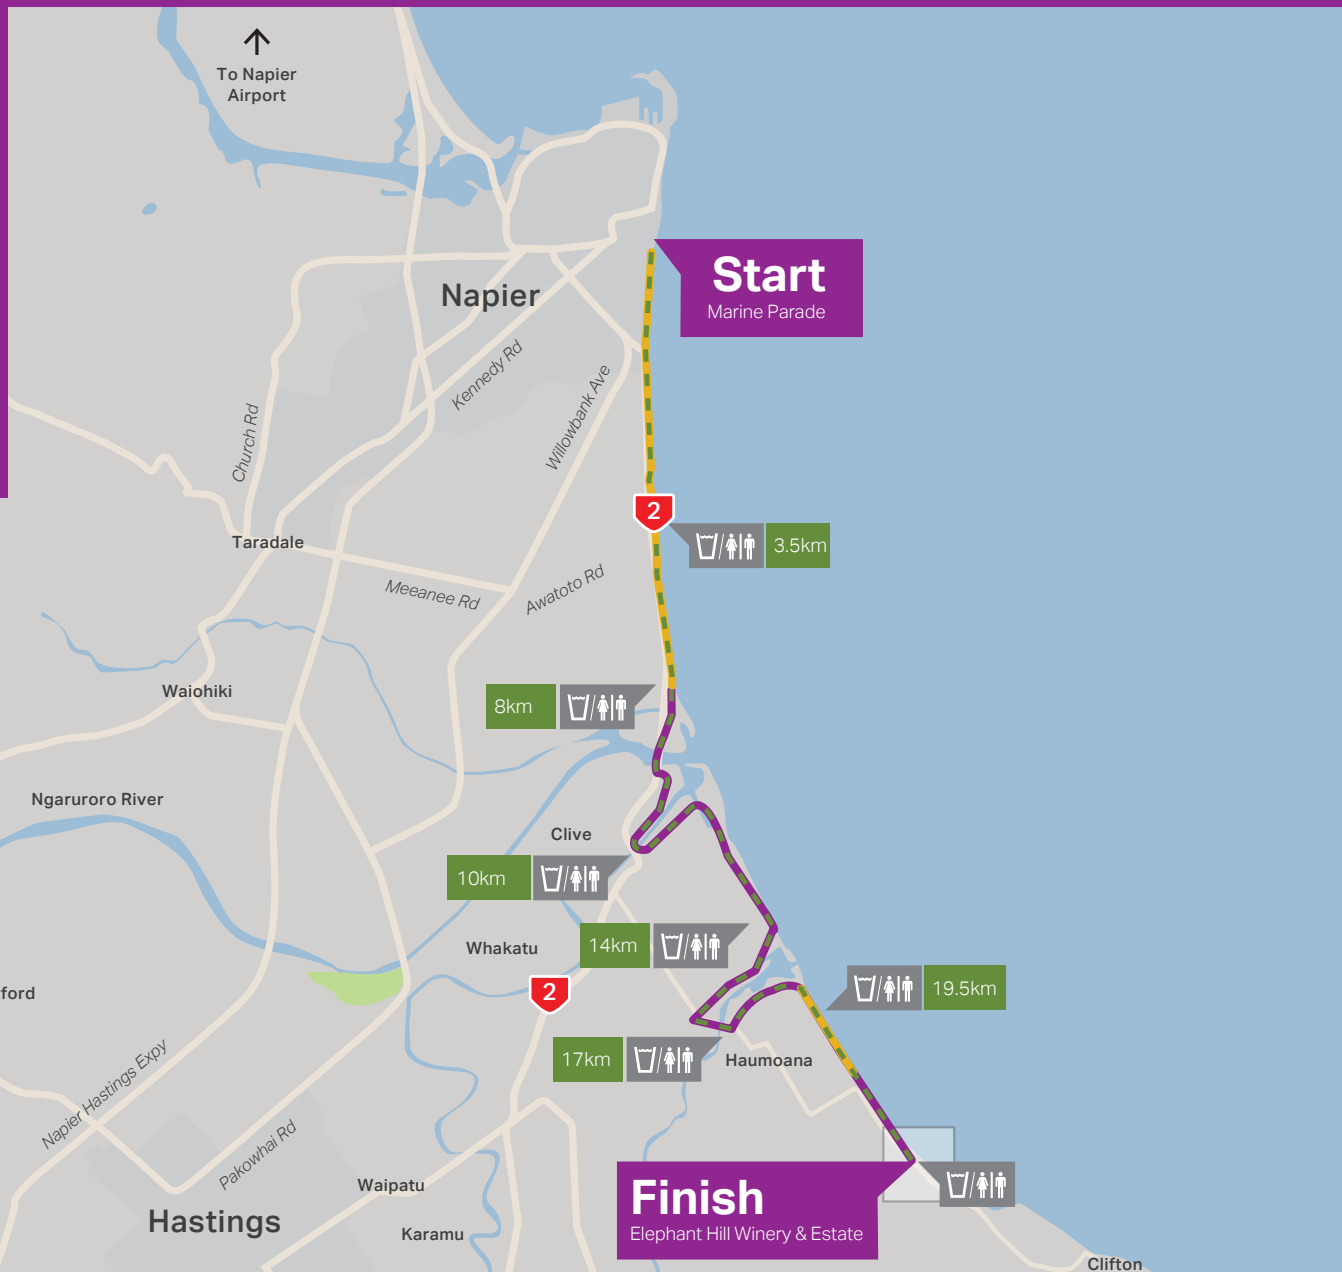 To Napier
Airport
Start
Marine Parade
Napier
Kennedy Rd
Willowbank Ave
Church Rd
2
3.5km
Taradale
Meeanee Rd
Awatoto Rd
Waiohiki
8km
Ngaruroro River
Clive
10km
Whakatu
14km
ford
2
19.5km
17km
Haumoana
Napier Hastings Expy
Pakowhai Rd
Waipatu
Finish
Elephant Hill Winery & Estate
Hastings
Karamu
Clifton